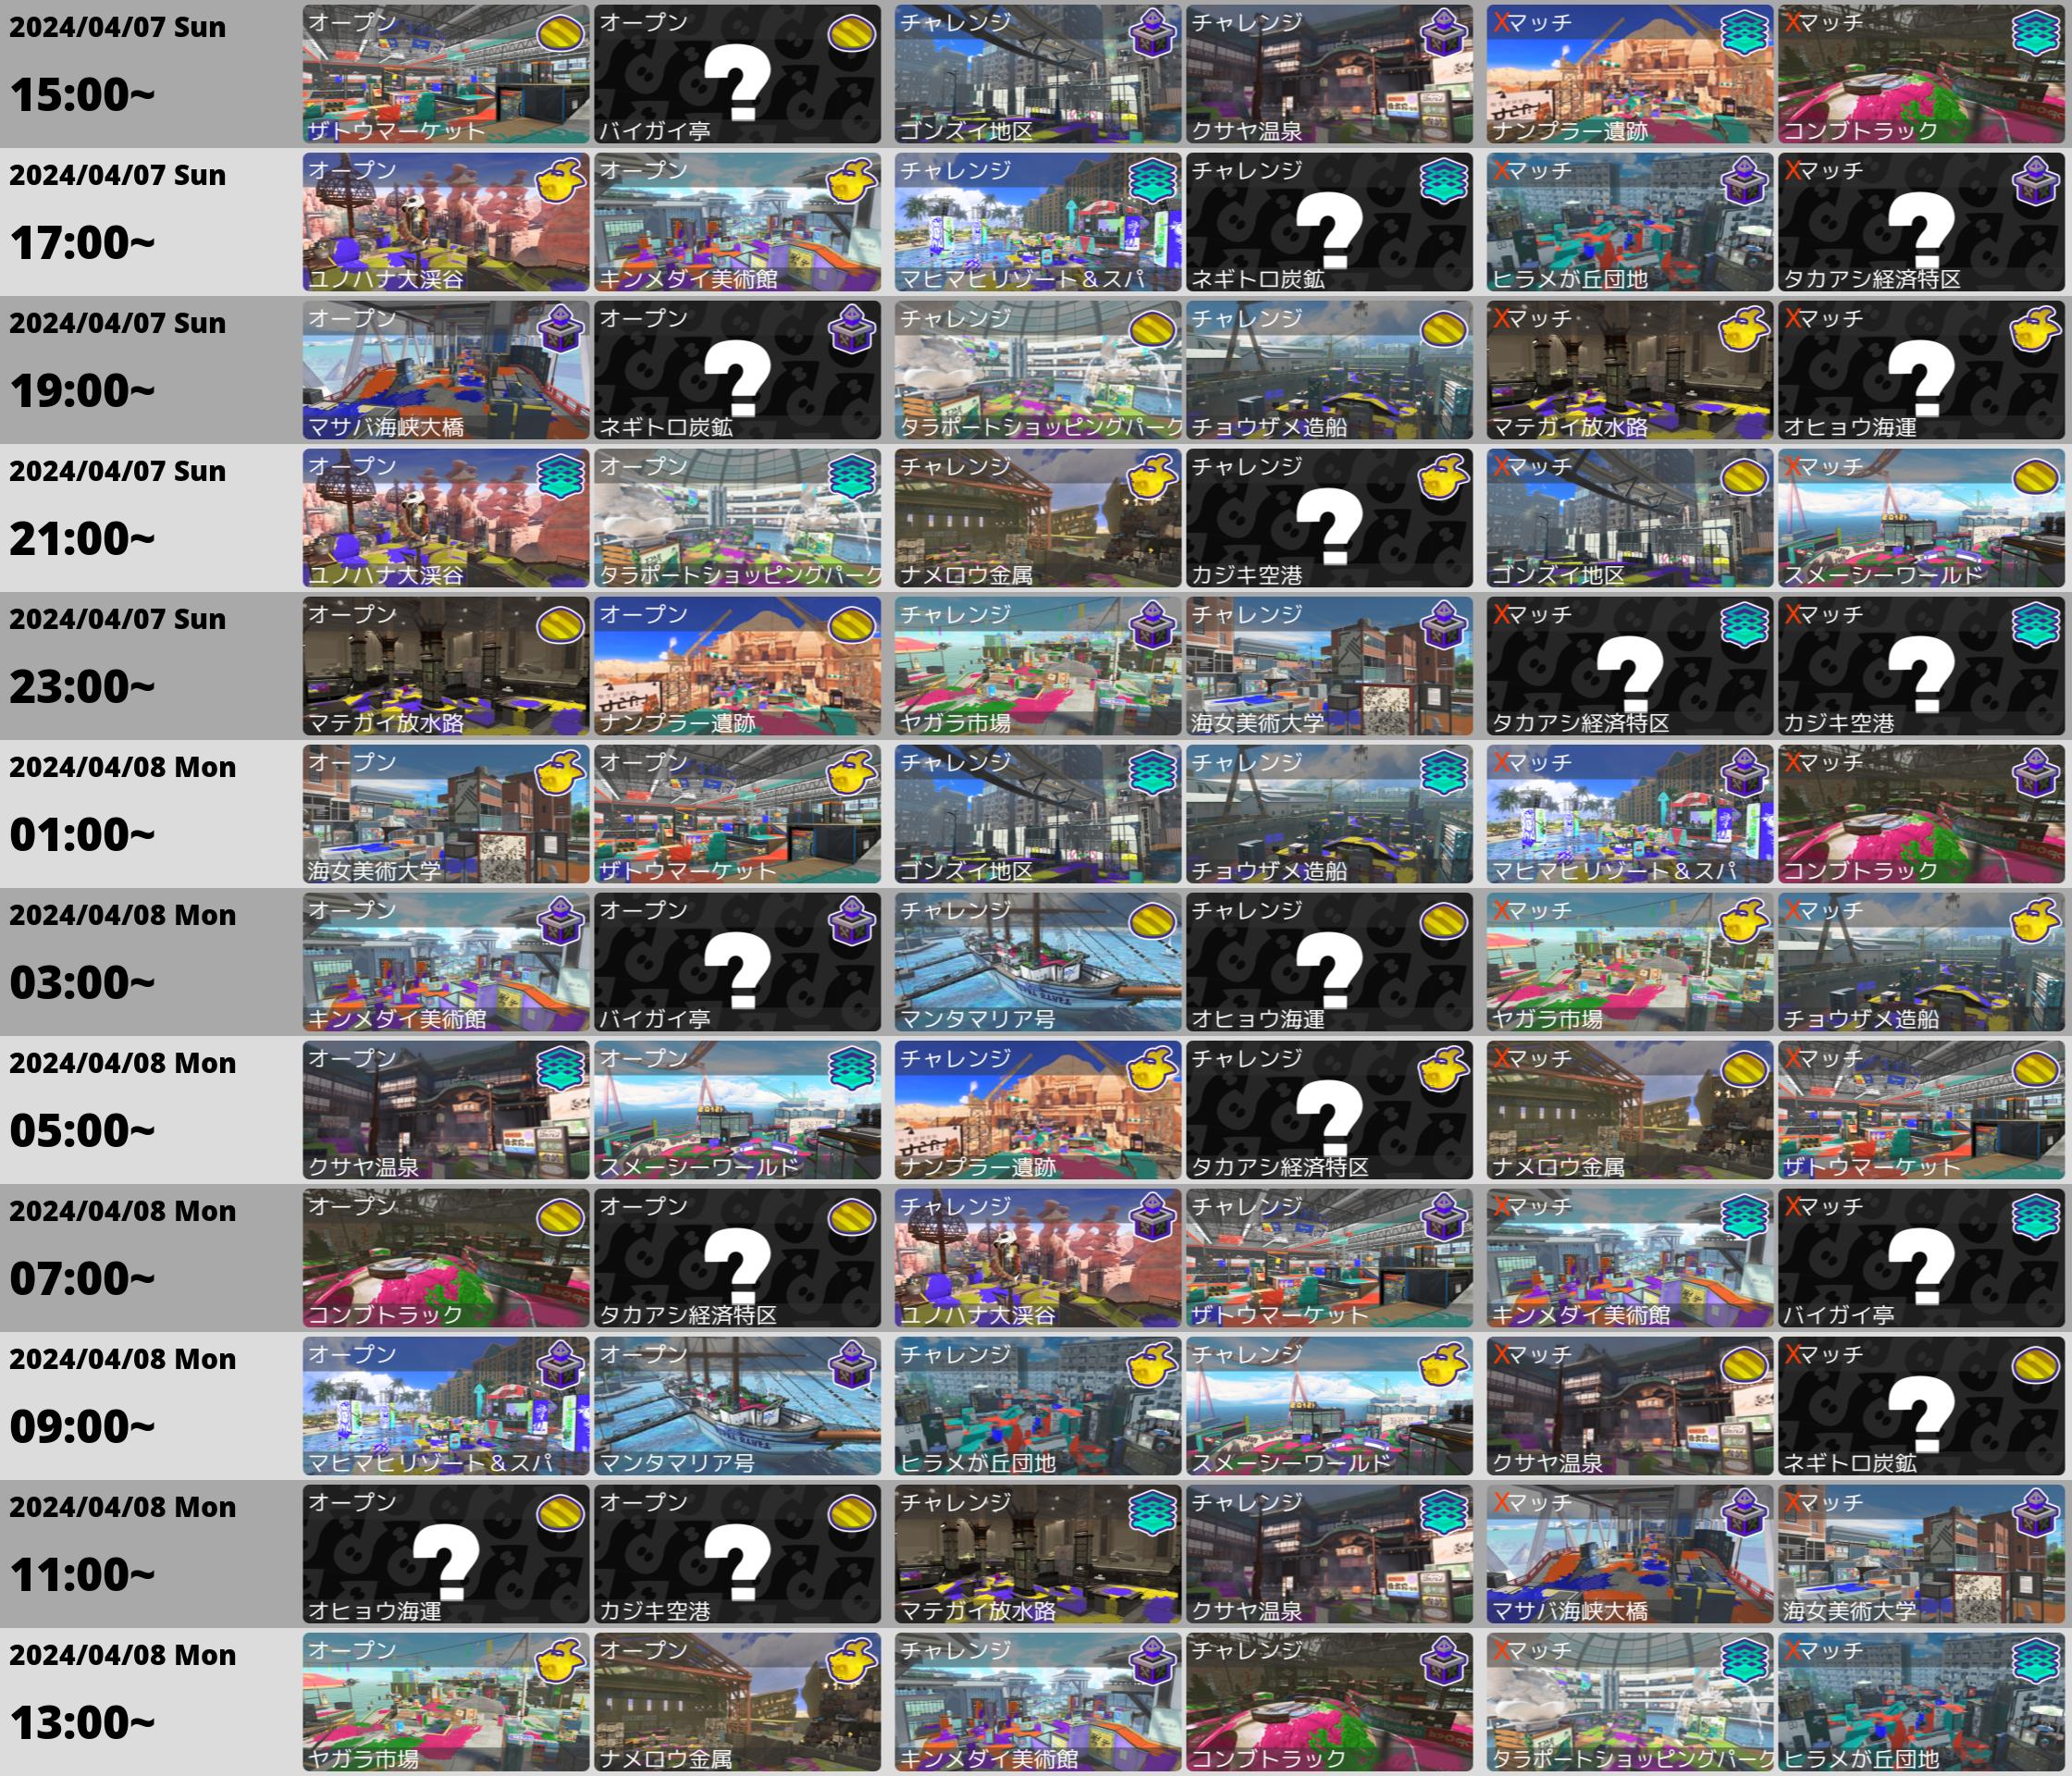 2024/04/07 Sun
15:00~
オープン
ザトウマーケット
オープン
バイガイ亭
チャレンジ
ゴンズイ地区
チャレンジ
クサヤ温泉
Xマッチ
ナンプラー遺跡
Xマッチ
コンブトラック
2024/04/07 Sun
17:00~
オープン
ユノハナ大渓谷
オープン
キンメダイ美術館
チャレンジ
マヒマヒリゾート&スパ
チャレンジ
ネギトロ炭鉱
Xマッチ
ヒラメが丘団地
Xマッチ
タカアシ経済特区
2024/04/07 Sun
19:00~
オープン
マサバ海峡大橋
オープン
ネギトロ炭鉱
チャレンジ
タラポートショッピングパーク
チャレンジ
チョウザメ造船
Xマッチ
マテガイ放水路
Xマッチ
オヒョウ海運
2024/04/07 Sun
21:00~
オープン
ユノハナ大渓谷
オープン
タラポートショッピングパーク
チャレンジ
ナメロウ金属
チャレンジ
カジキ空港
Xマッチ
ゴンズイ地区
Xマッチ
スメーシーワールド
2024/04/07 Sun
23:00~
オープン
マテガイ放水路
オープン
ナンプラー遺跡
チャレンジ
ヤガラ市場
チャレンジ
海女美術大学
Xマッチ
タカアシ経済特区
Xマッチ
カジキ空港
2024/04/08 Mon
01:00~
オープン
海女美術大学
オープン
ザトウマーケット
チャレンジ
ゴンズイ地区
チャレンジ
チョウザメ造船
Xマッチ
マヒマヒリゾート&スパ
Xマッチ
コンブトラック
2024/04/08 Mon
03:00~
オープン
キンメダイ美術館
オープン
バイガイ亭
チャレンジ
マンタマリア号
チャレンジ
オヒョウ海運
Xマッチ
ヤガラ市場
Xマッチ
チョウザメ造船
2024/04/08 Mon
05:00~
オープン
クサヤ温泉
オープン
スメーシーワールド
チャレンジ
ナンプラー遺跡
チャレンジ
タカアシ経済特区
Xマッチ
ナメロウ金属
Xマッチ
ザトウマーケット
2024/04/08 Mon
07:00~
オープン
コンブトラック
オープン
タカアシ経済特区
チャレンジ
ユノハナ大渓谷
チャレンジ
ザトウマーケット
Xマッチ
キンメダイ美術館
Xマッチ
バイガイ亭
2024/04/08 Mon
09:00~
オープン
マヒマヒリゾート&スパ
オープン
マンタマリア号
チャレンジ
ヒラメが丘団地
チャレンジ
スメーシーワールド
Xマッチ
クサヤ温泉
Xマッチ
ネギトロ炭鉱
2024/04/08 Mon
11:00~
オープン
オヒョウ海運
オープン
カジキ空港
チャレンジ
マテガイ放水路
チャレンジ
クサヤ温泉
Xマッチ
マサバ海峡大橋
Xマッチ
海女美術大学
2024/04/08 Mon
13:00~
オープン
ヤガラ市場
オープン
ナメロウ金属
チャレンジ
キンメダイ美術館
チャレンジ
コンブトラック
Xマッチ
タラポートショッピングパーク
Xマッチ
ヒラメが丘団地